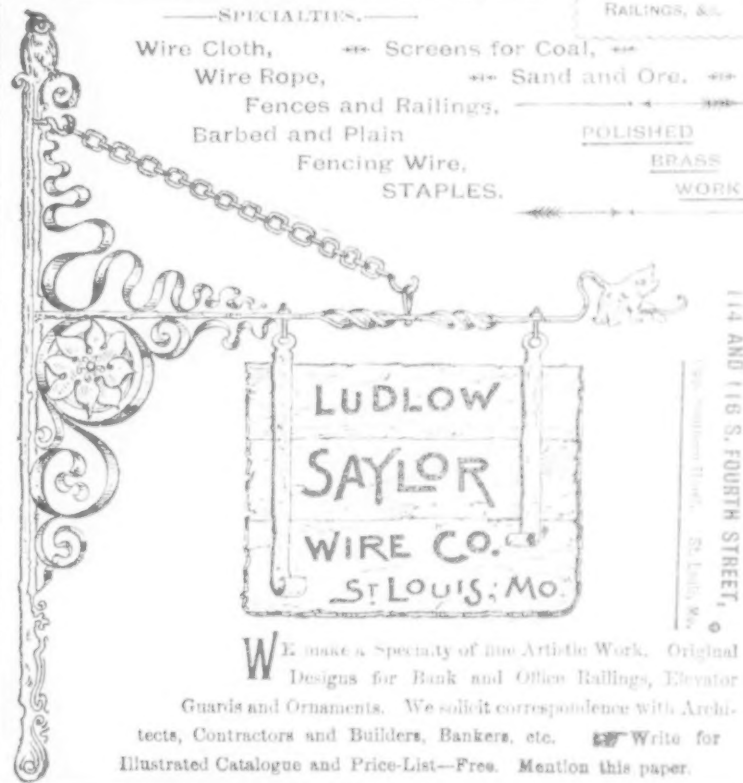 RAILINGS, &c.
SPECIALTIES.
Wire Cloth, Screens for Coal,
Wire Rope, Sand and Ore.
Fences and Railings.
Barbed and Plain
Fencing Wire,
STAPLES.
POLISHED
BRASS
WORK
LUDLOW
SAYLOR
WIRE CO.
ST LOUIS; MO.
114 AND 116 S. FOURTH STREET,
St. Louis, Mo.
WE make a Specialty of fine Artistic Work. Original
Designs for Bank and Office Railings, Elevator
Guards and Ornaments. We solicit correspondence with Archi-
tects, Contractors and Builders, Bankers, etc. Write for
Illustrated Catalogue and Price-List—Free. Mention this paper.